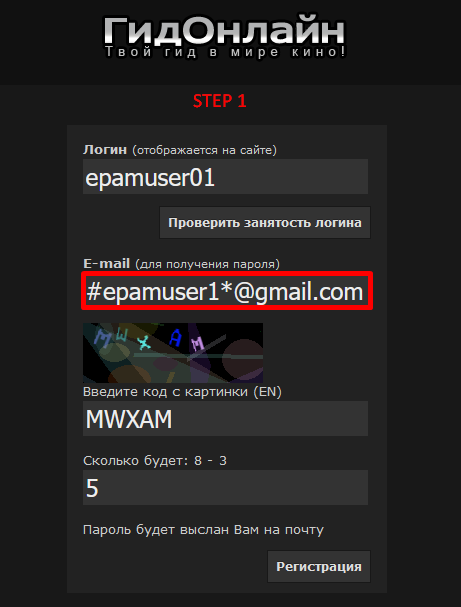 ГидОнлайн
Твой гид в мире кино!
STEP 1
Логин (отображается на сайте)
epamuser01
Проверить занятость логина
E-mail (для получения пароля)
#epamuser1*@gmail.com
MWXAM
Введите код с картинки (EN)
MWXAM
Сколько будет: 8 - 3
5
Пароль будет выслан Вам на почту
Регистрация